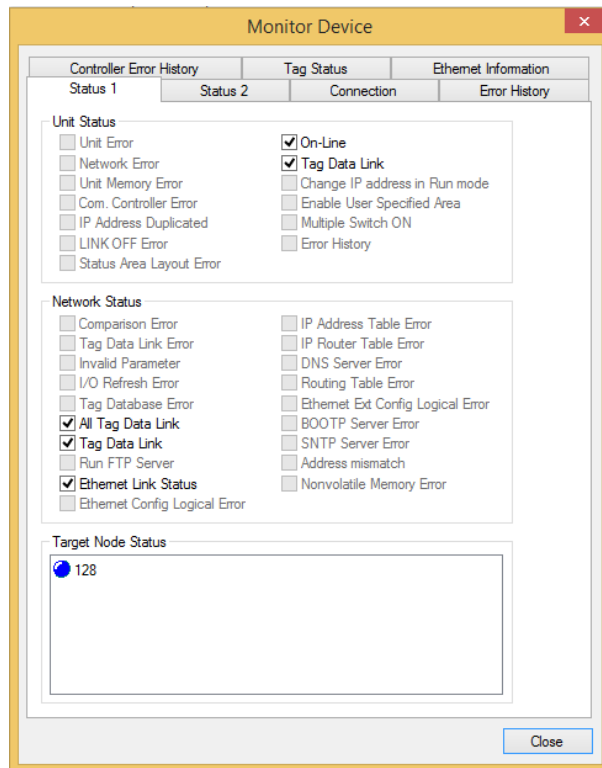 Monitor Device
Controller Error History
Tag Status
Ethernet Information
Status 1
Status 2
Connection
Error History
Unit Status
Unit Error
Network Error
Unit Memory Error
Com. Controller Error
IP Address Duplicated
LINK OFF Error
Status Area Layout Error
On-Line
Tag Data Link
Change IP address in Run mode
Enable User Specified Area
Multiple Switch ON
Error History
Network Status
Comparison Error
Tag Data Link Error
Invalid Parameter
I/O Refresh Error
Tag Database Error
All Tag Data Link
Tag Data Link
Run FTP Server
Ethernet Link Status
Ethernet Config Logical Error
IP Address Table Error
IP Router Table Error
DNS Server Error
Routing Table Error
Ethernet Ext Config Logical Error
BOOTP Server Error
SNTP Server Error
Address mismatch
Nonvolatile Memory Error
Target Node Status
128
Close